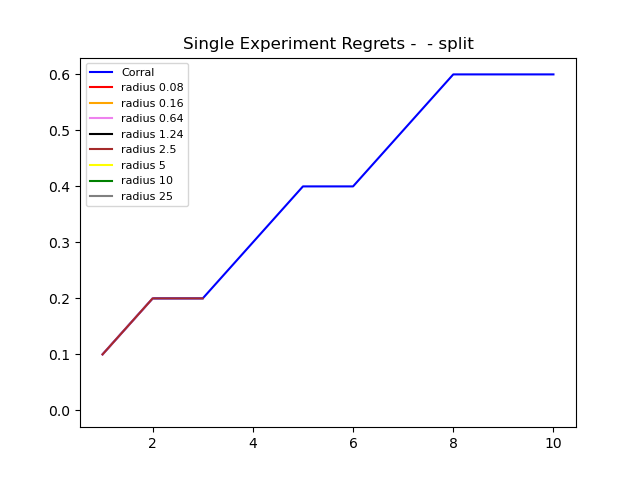 Single Experiment Regrets -  - split
Corral
radius 0.08
radius 0.16
radius 0.64
radius 1.24
radius 2.5
radius 5
radius 10
radius 25
0.6
0.5
0.4
0.3
0.2
0.1
0.0
2 4 6 8 10